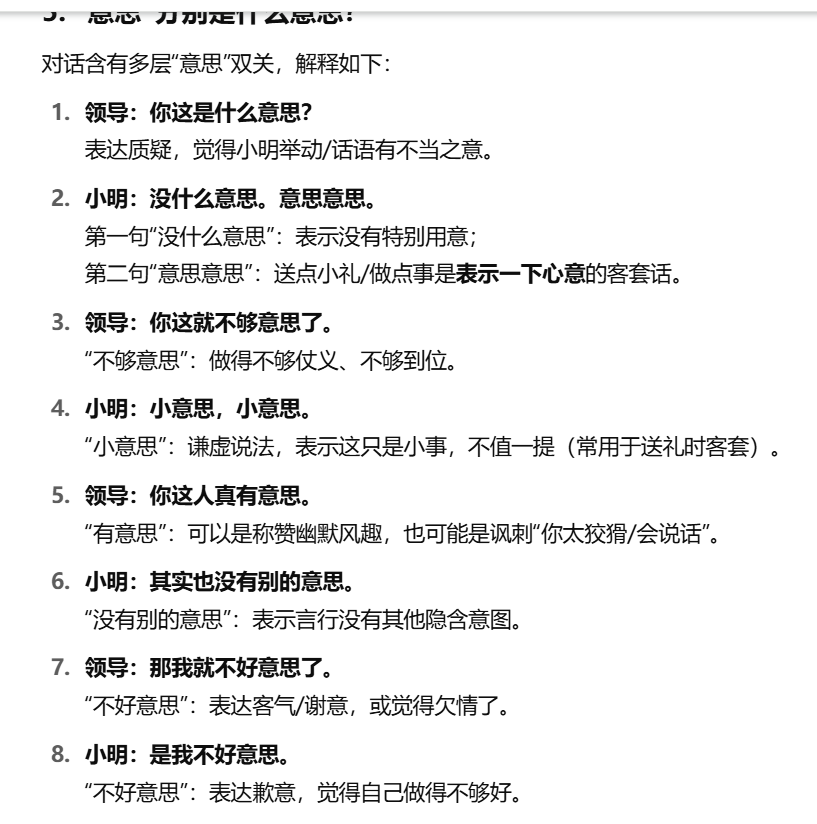 5. “意思”分别是什么意思？
对话含有多层“意思”双关，解释如下：
1. 领导：你这是什么意思？
表达质疑，觉得小明举动/话语有不当之意。
2. 小明：没什么意思。意思意思。
第一句“没什么意思”：表示没有特别用意；
第二句“意思意思”：送点小礼/做点事是表示一下心意的客套话。
3. 领导：你这就不够意思了。
“不够意思”：做得不够仗义、不够到位。
4. 小明：小意思，小意思。
“小意思”：谦虚说法，表示这只是小事，不值一提（常用于送礼时客套）。
5. 领导：你这人真有意思。
“有意思”：可以是称赞幽默风趣，也可能是讽刺“你太狡猾/会说话”。
6. 小明：其实也没有别的意思。
“没有别的意思”：表示言行没有其他隐含意图。
7. 领导：那我就不好意思了。
“不好意思”：表达客气/谢意，或觉得欠情了。
8. 小明：是我不好意思。
“不好意思”：表达歉意，觉得自己做得不够好。